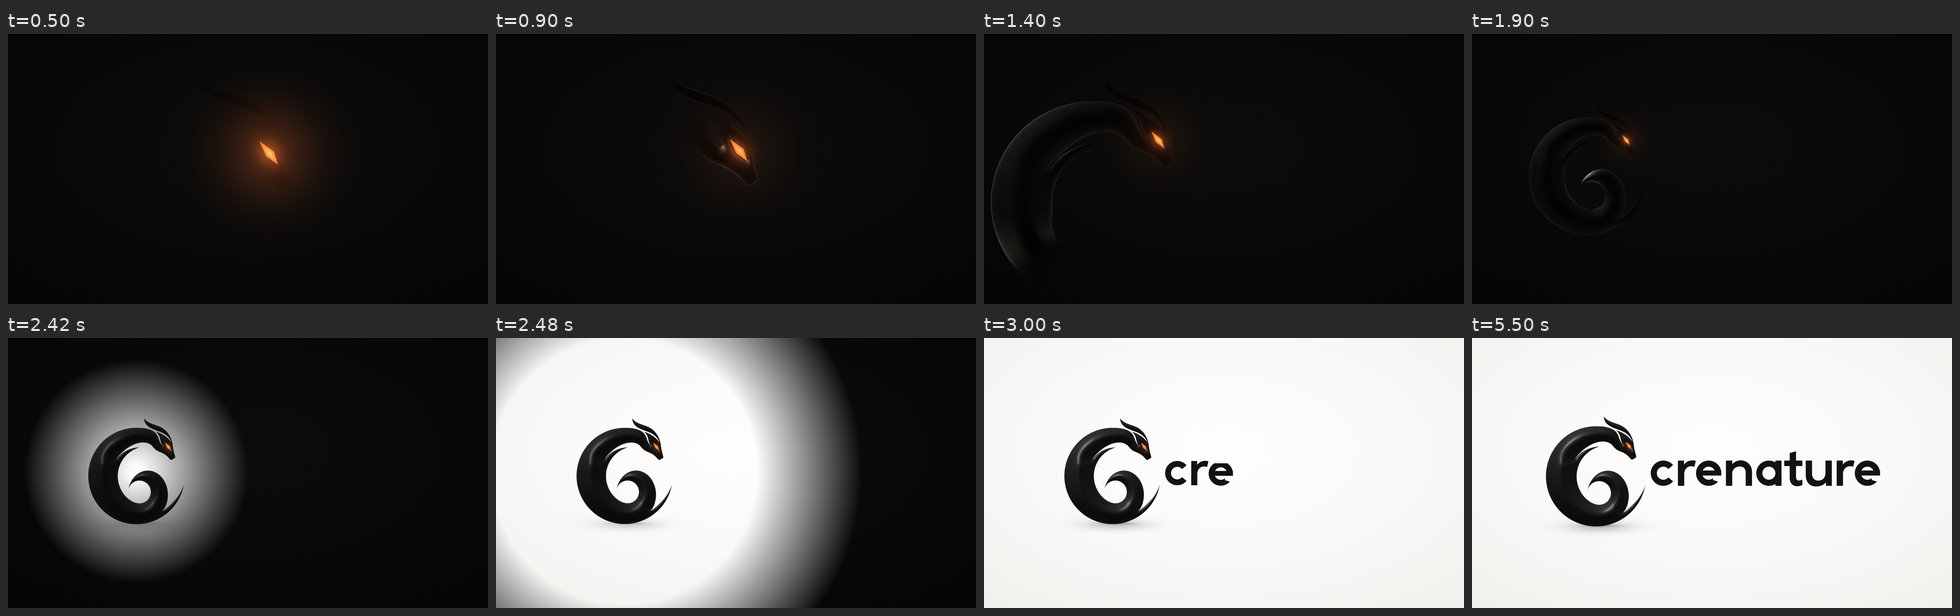 t=0.50 s
t=0.90 s
t=1.40 s
t=1.90 s
t=2.42 s
t=2.48 s
t=3.00 s
cre
t=5.50 s
crenature